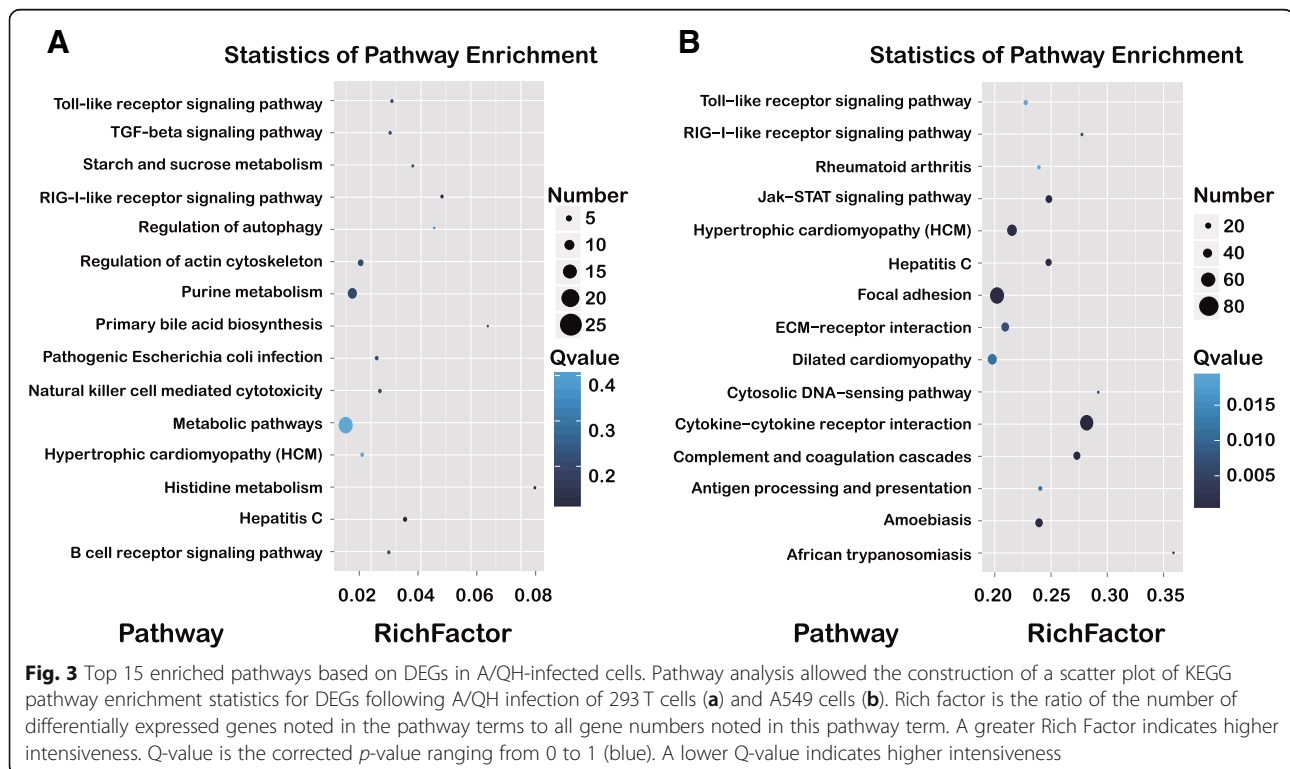 A
Statistics of Pathway Enrichment
Toll-like receptor signaling pathway
TGF-beta signaling pathway
Starch and sucrose metabolism
RIG-I-like receptor signaling pathway
Regulation of autophagy
Regulation of actin cytoskeleton
Purine metabolism
Primary bile acid biosynthesis
Pathogenic Escherichia coli infection
Natural killer cell mediated cytotoxicity
Metabolic pathways
Hypertrophic cardiomyopathy (HCM)
Histidine metabolism
Hepatitis C
B cell receptor signaling pathway
0.02 0.04 0.06 0.08
Pathway
RichFactor
Number
5
10
15
20
25
Qvalue
0.4
0.3
0.2
B
Statistics of Pathway Enrichment
Toll−like receptor signaling pathway
RIG−I−like receptor signaling pathway
Rheumatoid arthritis
Jak−STAT signaling pathway
Hypertrophic cardiomyopathy (HCM)
Hepatitis C
Focal adhesion
ECM−receptor interaction
Dilated cardiomyopathy
Cytosolic DNA−sensing pathway
Cytokine−cytokine receptor interaction
Complement and coagulation cascades
Antigen processing and presentation
Amoebiasis
African trypanosomiasis
0.20 0.25 0.30 0.35
Pathway
RichFactor
Number
20
40
60
80
Qvalue
0.015
0.010
0.005
Fig. 3 Top 15 enriched pathways based on DEGs in A/QH-infected cells. Pathway analysis allowed the construction of a scatter plot of KEGG
pathway enrichment statistics for DEGs following A/QH infection of 293 T cells (a) and A549 cells (b). Rich factor is the ratio of the number of
differentially expressed genes noted in the pathway terms to all gene numbers noted in this pathway term. A greater Rich Factor indicates higher
intensiveness. Q-value is the corrected p-value ranging from 0 to 1 (blue). A lower Q-value indicates higher intensiveness